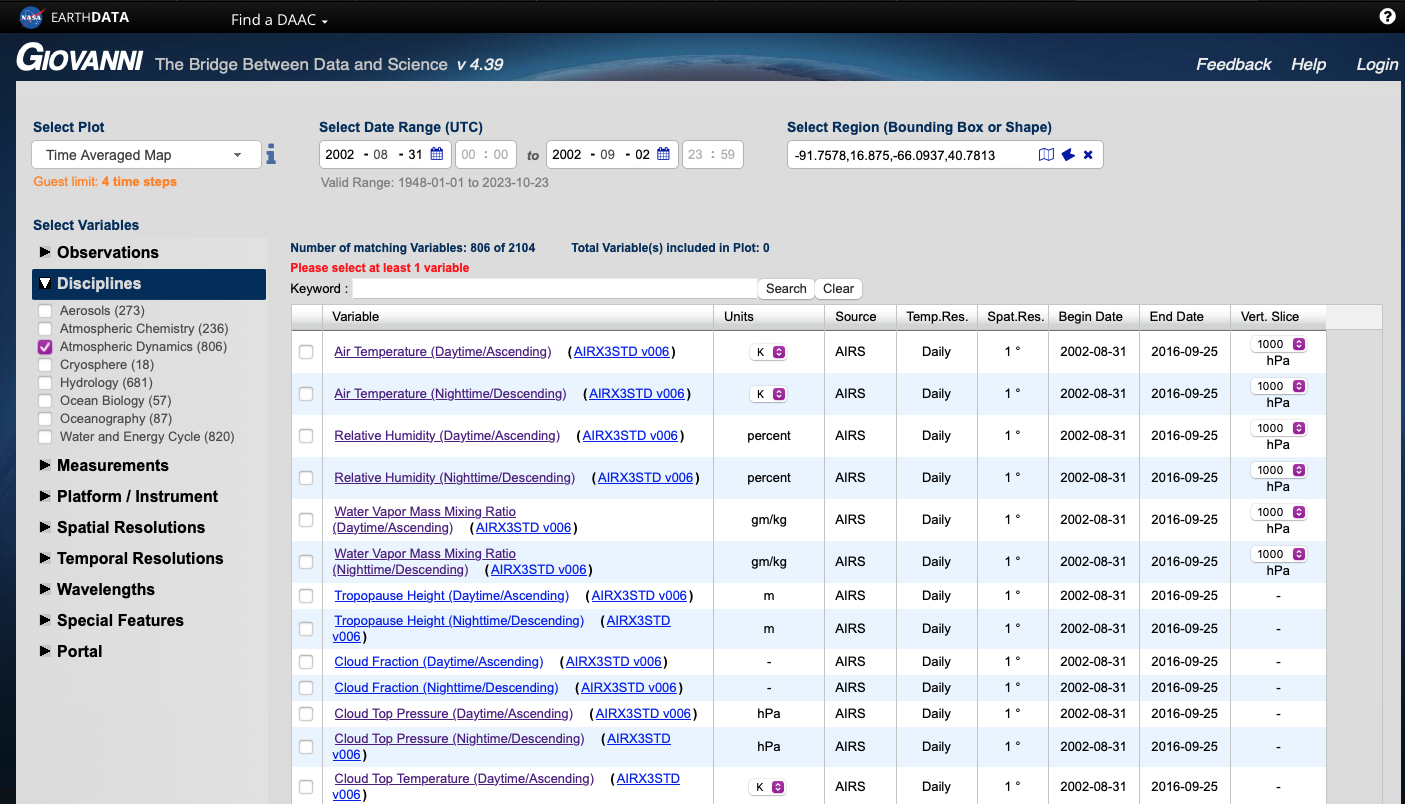 NASA EARTHDATA Find a DAAC ?
GIOVANNI The Bridge Between Data and Science v 4.39 Feedback Help Login
Select Plot Select Date Range (UTC) Select Region (Bounding Box or Shape)
Time Averaged Map i 2002 - 08 - 31 00 : 00 to 2002 - 09 - 02 23 : 59 -91.7578,16.875,-66.0937,40.7813
Guest limit: 4 time steps Valid Range: 1948-01-01 to 2023-10-23
Select Variables
Observations
Disciplines
Aerosols (273)
Atmospheric Chemistry (236)
Atmospheric Dynamics (806)
Cryosphere (18)
Hydrology (681)
Ocean Biology (57)
Oceanography (87)
Water and Energy Cycle (820)
Measurements
Platform / Instrument
Spatial Resolutions
Temporal Resolutions
Wavelengths
Special Features
Portal
Number of matching Variables: 806 of 2104 Total Variable(s) included in Plot: 0
Please select at least 1 variable
Keyword : Search Clear
Variable Units Source Temp.Res. Spat.Res. Begin Date End Date Vert. Slice
Air Temperature (Daytime/Ascending) (AIRX3STD v006) K AIRS Daily 1 ° 2002-08-31 2016-09-25 1000
hPa
Air Temperature (Nighttime/Descending) (AIRX3STD v006) K AIRS Daily 1 ° 2002-08-31 2016-09-25 1000
hPa
Relative Humidity (Daytime/Ascending) (AIRX3STD v006) percent AIRS Daily 1 ° 2002-08-31 2016-09-25 1000
hPa
Relative Humidity (Nighttime/Descending) (AIRX3STD v006) percent AIRS Daily 1 ° 2002-08-31 2016-09-25 1000
hPa
Water Vapor Mass Mixing Ratio
(Daytime/Ascending) (AIRX3STD v006) gm/kg AIRS Daily 1 ° 2002-08-31 2016-09-25 1000
hPa
Water Vapor Mass Mixing Ratio
(Nighttime/Descending) (AIRX3STD v006) gm/kg AIRS Daily 1 ° 2002-08-31 2016-09-25 1000
hPa
Tropopause Height (Daytime/Ascending) (AIRX3STD v006) m AIRS Daily 1 ° 2002-08-31 2016-09-25 -
Tropopause Height (Nighttime/Descending) (AIRX3STD
v006) m AIRS Daily 1 ° 2002-08-31 2016-09-25 -
Cloud Fraction (Daytime/Ascending) (AIRX3STD v006) - AIRS Daily 1 ° 2002-08-31 2016-09-25 -
Cloud Fraction (Nighttime/Descending) (AIRX3STD v006) - AIRS Daily 1 ° 2002-08-31 2016-09-25 -
Cloud Top Pressure (Daytime/Ascending) (AIRX3STD v006) hPa AIRS Daily 1 ° 2002-08-31 2016-09-25 -
Cloud Top Pressure (Nightime/Descending) (AIRX3STD
v006) hPa AIRS Daily 1 ° 2002-08-31 2016-09-25 -
Cloud Top Temperature (Daytime/Ascending) (AIRX3STD
v006) K AIRS Daily 1 ° 2002-08-31 2016-09-25 -